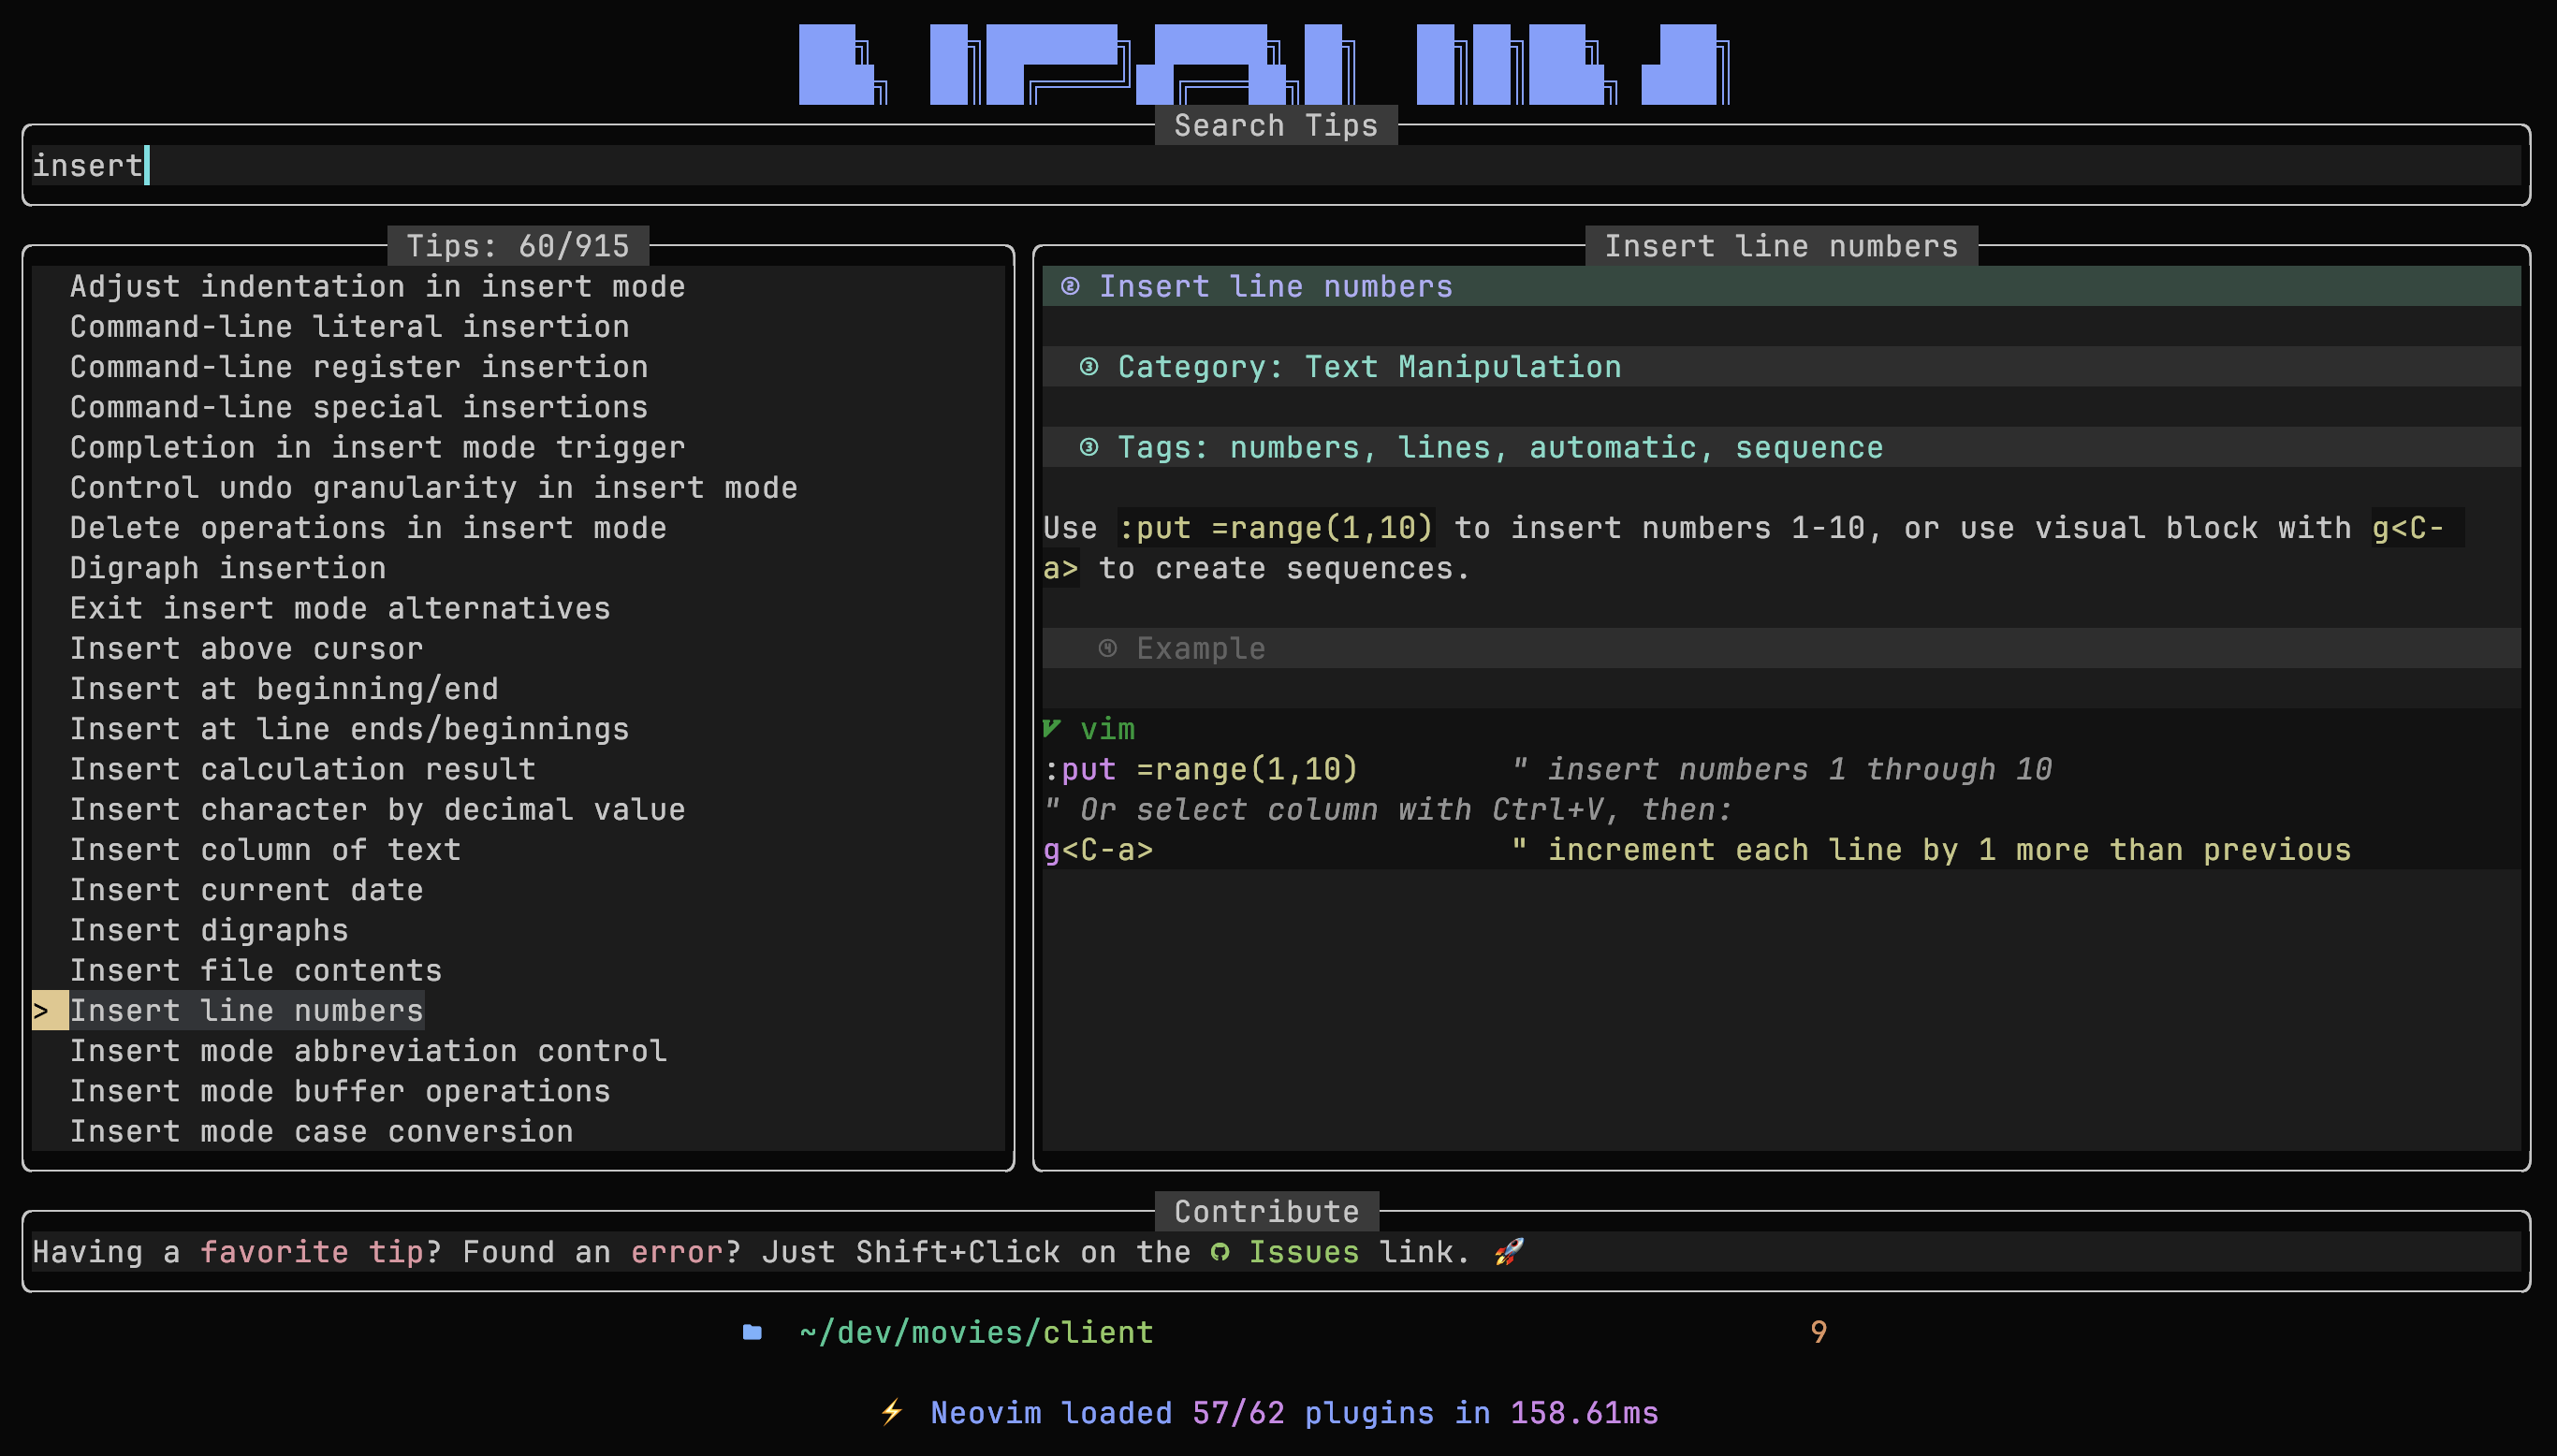 Search Tips
insert
Tips: 60/915
Adjust indentation in insert mode
Command-line literal insertion
Command-line register insertion
Command-line special insertions
Completion in insert mode trigger
Control undo granularity in insert mode
Delete operations in insert mode
Digraph insertion
Exit insert mode alternatives
Insert above cursor
Insert at beginning/end
Insert at line ends/beginnings
Insert calculation result
Insert character by decimal value
Insert column of text
Insert current date
Insert digraphs
Insert file contents
> Insert line numbers
Insert mode abbreviation control
Insert mode buffer operations
Insert mode case conversion
Insert line numbers
② Insert line numbers
③ Category: Text Manipulation
③ Tags: numbers, lines, automatic, sequence
Use :put =range(1,10) to insert numbers 1-10, or use visual block with g<C-
a> to create sequences.
④ Example
vim
:put =range(1,10) " insert numbers 1 through 10
" Or select column with Ctrl+V, then:
g<C-a> " increment each line by 1 more than previous
Contribute
Having a favorite tip? Found an error? Just Shift+Click on the Issues link. 🚀
~/dev/movies/client 9
⚡ Neovim loaded 57/62 plugins in 158.61ms